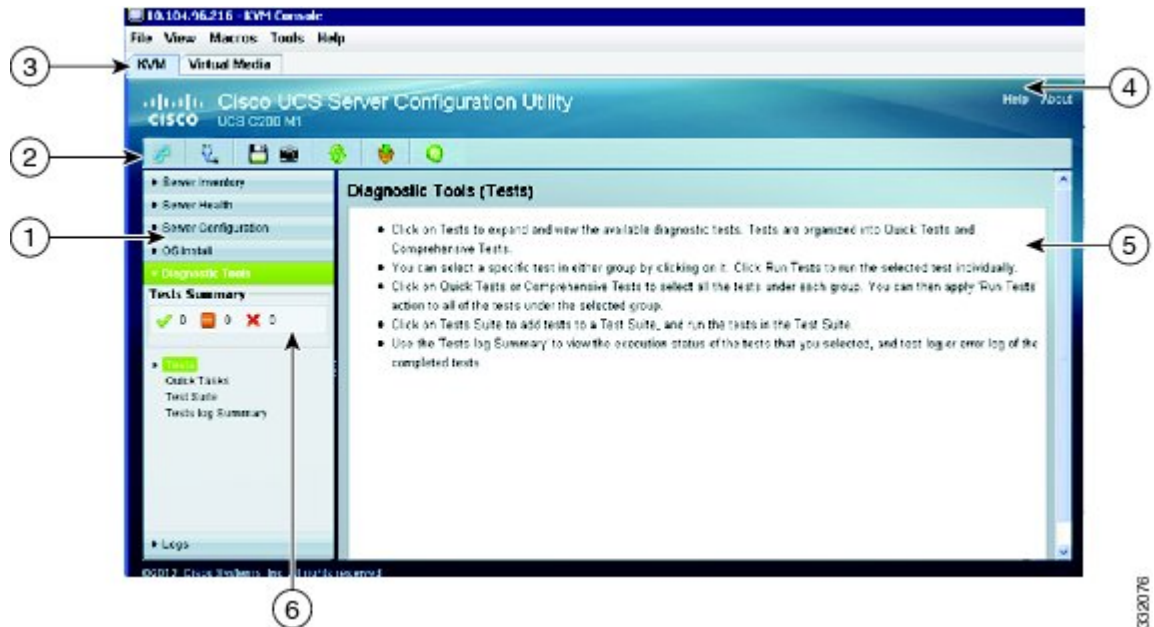 10.104.96.216 - KVM Console
File View Macros Tools Help
KVM Virtual Media
3
4
Cisco UCS Server Configuration Utility
Help About
CISCO UCS C200 M1
2
Server Inventory
Server Health
1
Server Configuration
OS Install
Diagnostic Tools
Tests Summary
0 0 0
Tests
Quick Tasks
Test Suite
Tests log Summary
Logs
Diagnostic Tools (Tests)
Click on Tests to expand and view the available diagnostic tests. Tests are organized into Quick Tests and
Comprehensive Tests.
You can select a specific test in either group by clicking on it. Click Run Tests to run the selected test individually.
Click on Quick Tests or Comprehensive Tests to select all the tests under each group. You can then apply 'Run Tests'
action to all of the tests under the selected group.
Click on Tests Suite to add tests to a Test Suite, and run the tests in the Test Suite.
Use the 'Tests log Summary' to view the execution status of the tests that you selected, and test log or error log of the
completed tests
5
©2012, Cisco Systems, Inc. All rights reserved
6
332076